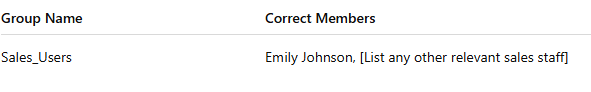 Group Name Correct Members
Sales_Users Emily Johnson, [List any other relevant sales staff]